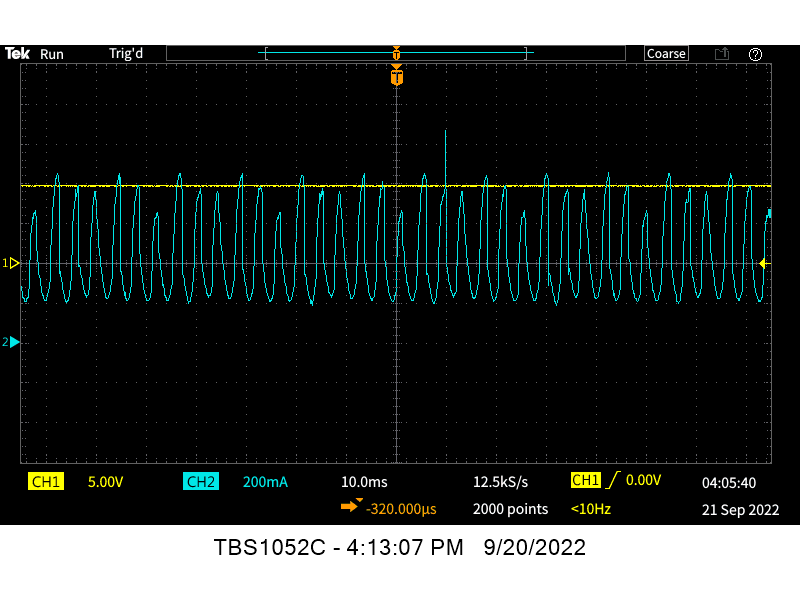 Tek Run Trig'd T Coarse ?
T
1
2
CH1 5.00V CH2 200mA 10.0ms 12.5kS/s CH1 0.00V 04:05:40
-320.000µs 2000 points <10Hz 21 Sep 2022
TBS1052C - 4:13:07 PM 9/20/2022